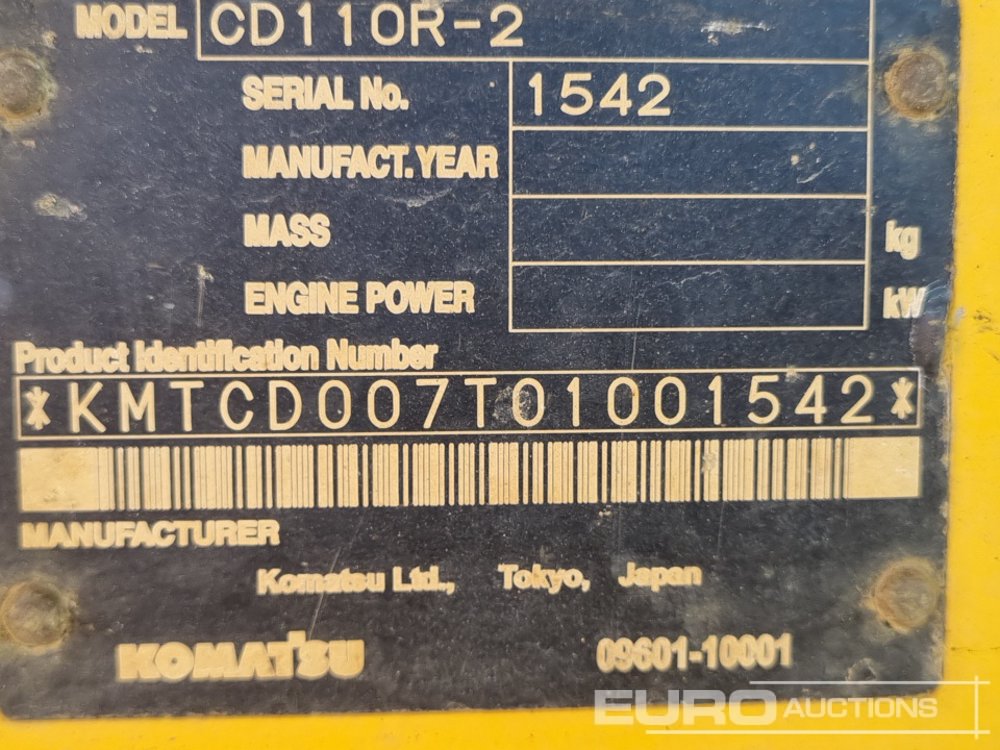 MODEL CD110R-2
SERIAL No. 1542
MANUFACT. YEAR
MASS kg
ENGINE POWER kW
Product Identification Number
*KMTCD007T01001542*
MANUFACTURER
Komatsu Ltd., Tokyo, Japan
KOMATSU 09601-10001
EURO AUCTIONS